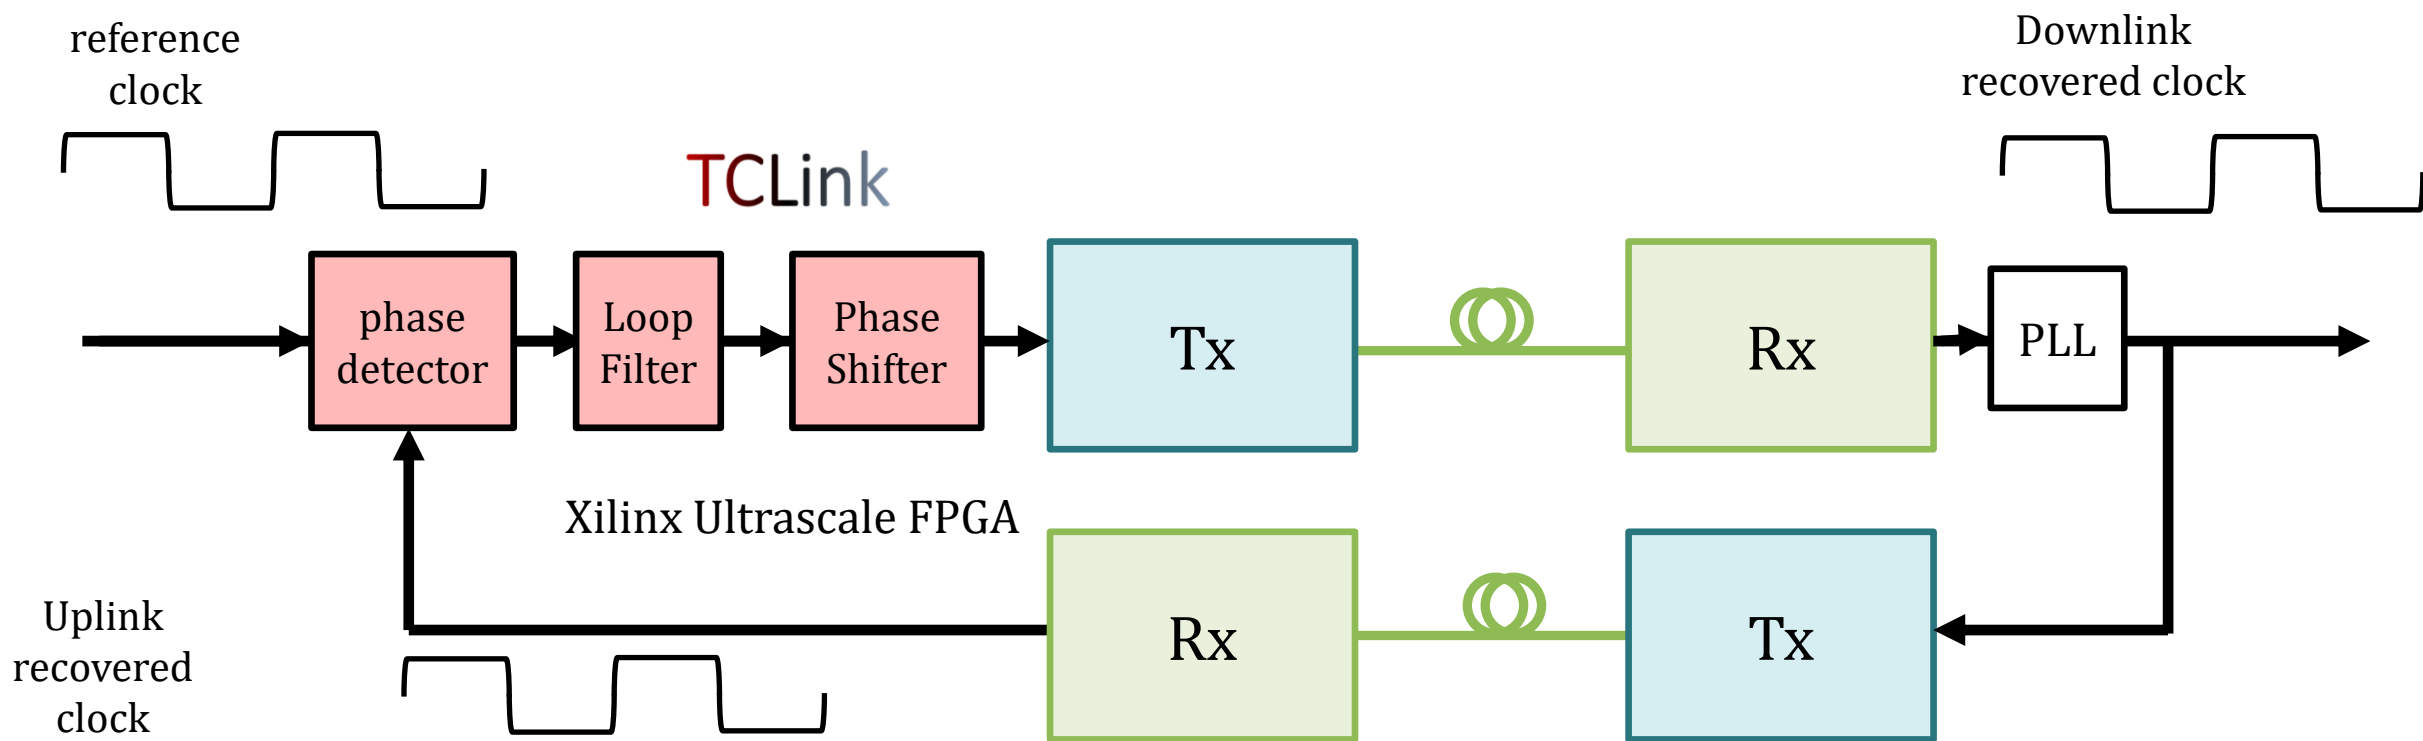 reference
clock
Downlink
recovered clock
TCLink
phase
detector
Loop
Filter
Phase
Shifter
Tx
Rx
PLL
Xilinx Ultrascale FPGA
Uplink
recovered
clock
Rx
Tx